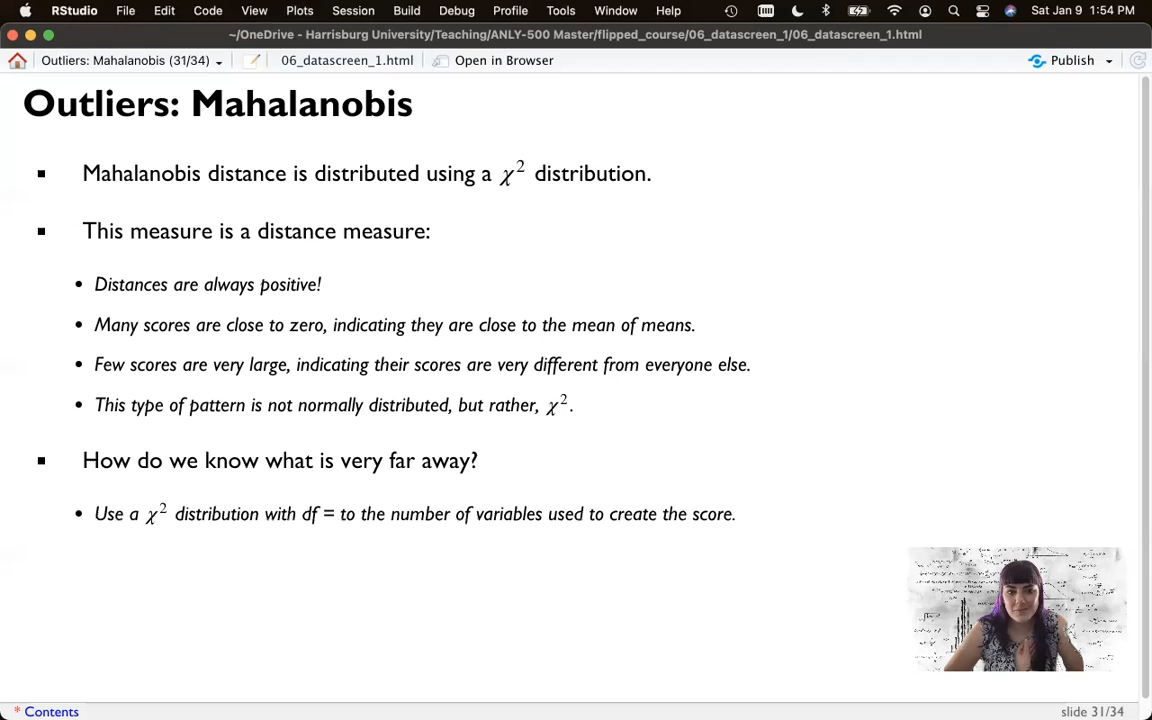 RStudio File Edit Code View Plots Session Build Debug Profile Tools Window Help Sat Jan 9 1:54 PM
~/OneDrive - Harrisburg University/Teaching/ANLY-500 Master/flipped_course/06_datascreen_1/06_datascreen_1.html
Outliers: Mahalanobis (31/34) 06_datascreen_1.html Open in Browser Publish
Outliers: Mahalanobis
▪ Mahalanobis distance is distributed using a χ² distribution.
▪ This measure is a distance measure:
• Distances are always positive!
• Many scores are close to zero, indicating they are close to the mean of means.
• Few scores are very large, indicating their scores are very different from everyone else.
• This type of pattern is not normally distributed, but rather, χ².
▪ How do we know what is very far away?
• Use a χ² distribution with df = to the number of variables used to create the score.
* Contents slide 31/34